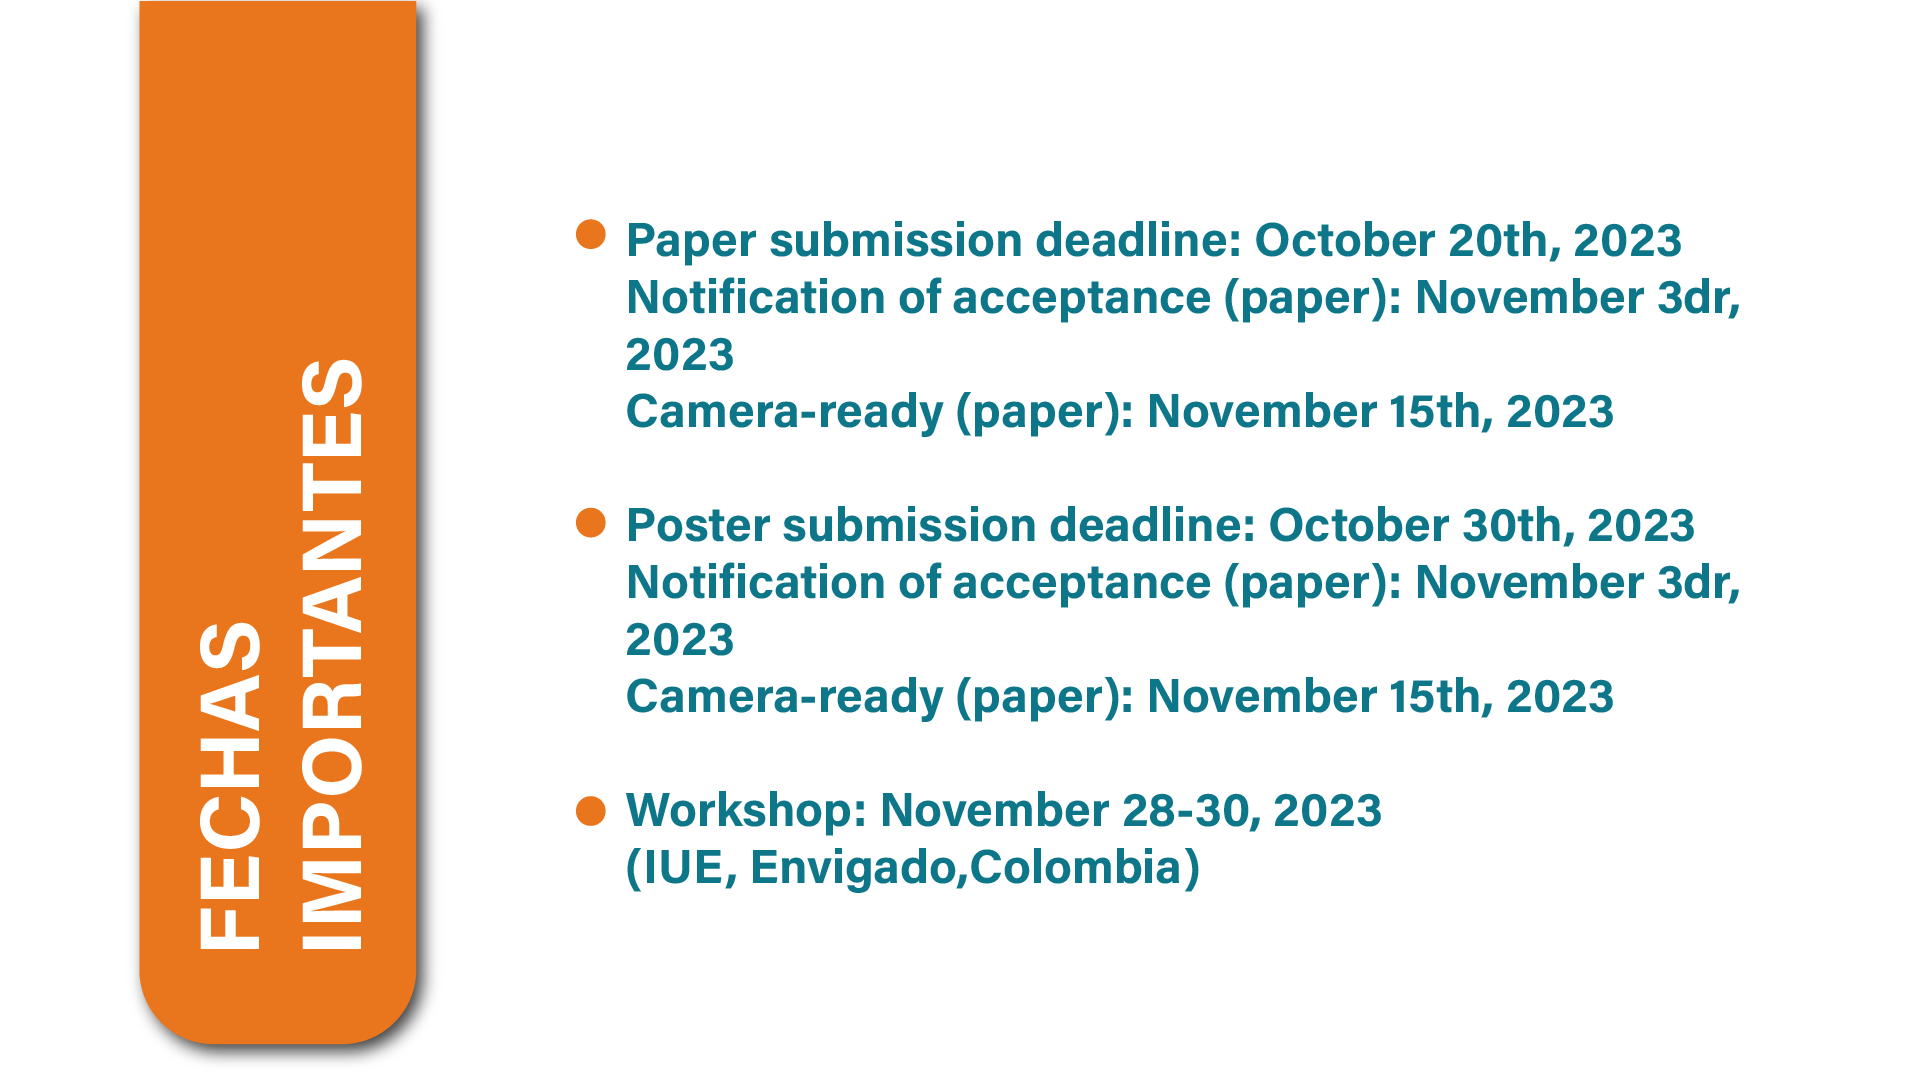 FECHAS
IMPORTANTES
Paper submission deadline: October 20th, 2023
Notification of acceptance (paper): November 3dr,
2023
Camera-ready (paper): November 15th, 2023
Poster submission deadline: October 30th, 2023
Notification of acceptance (paper): November 3dr,
2023
Camera-ready (paper): November 15th, 2023
Workshop: November 28-30, 2023
(IUE, Envigado,Colombia)